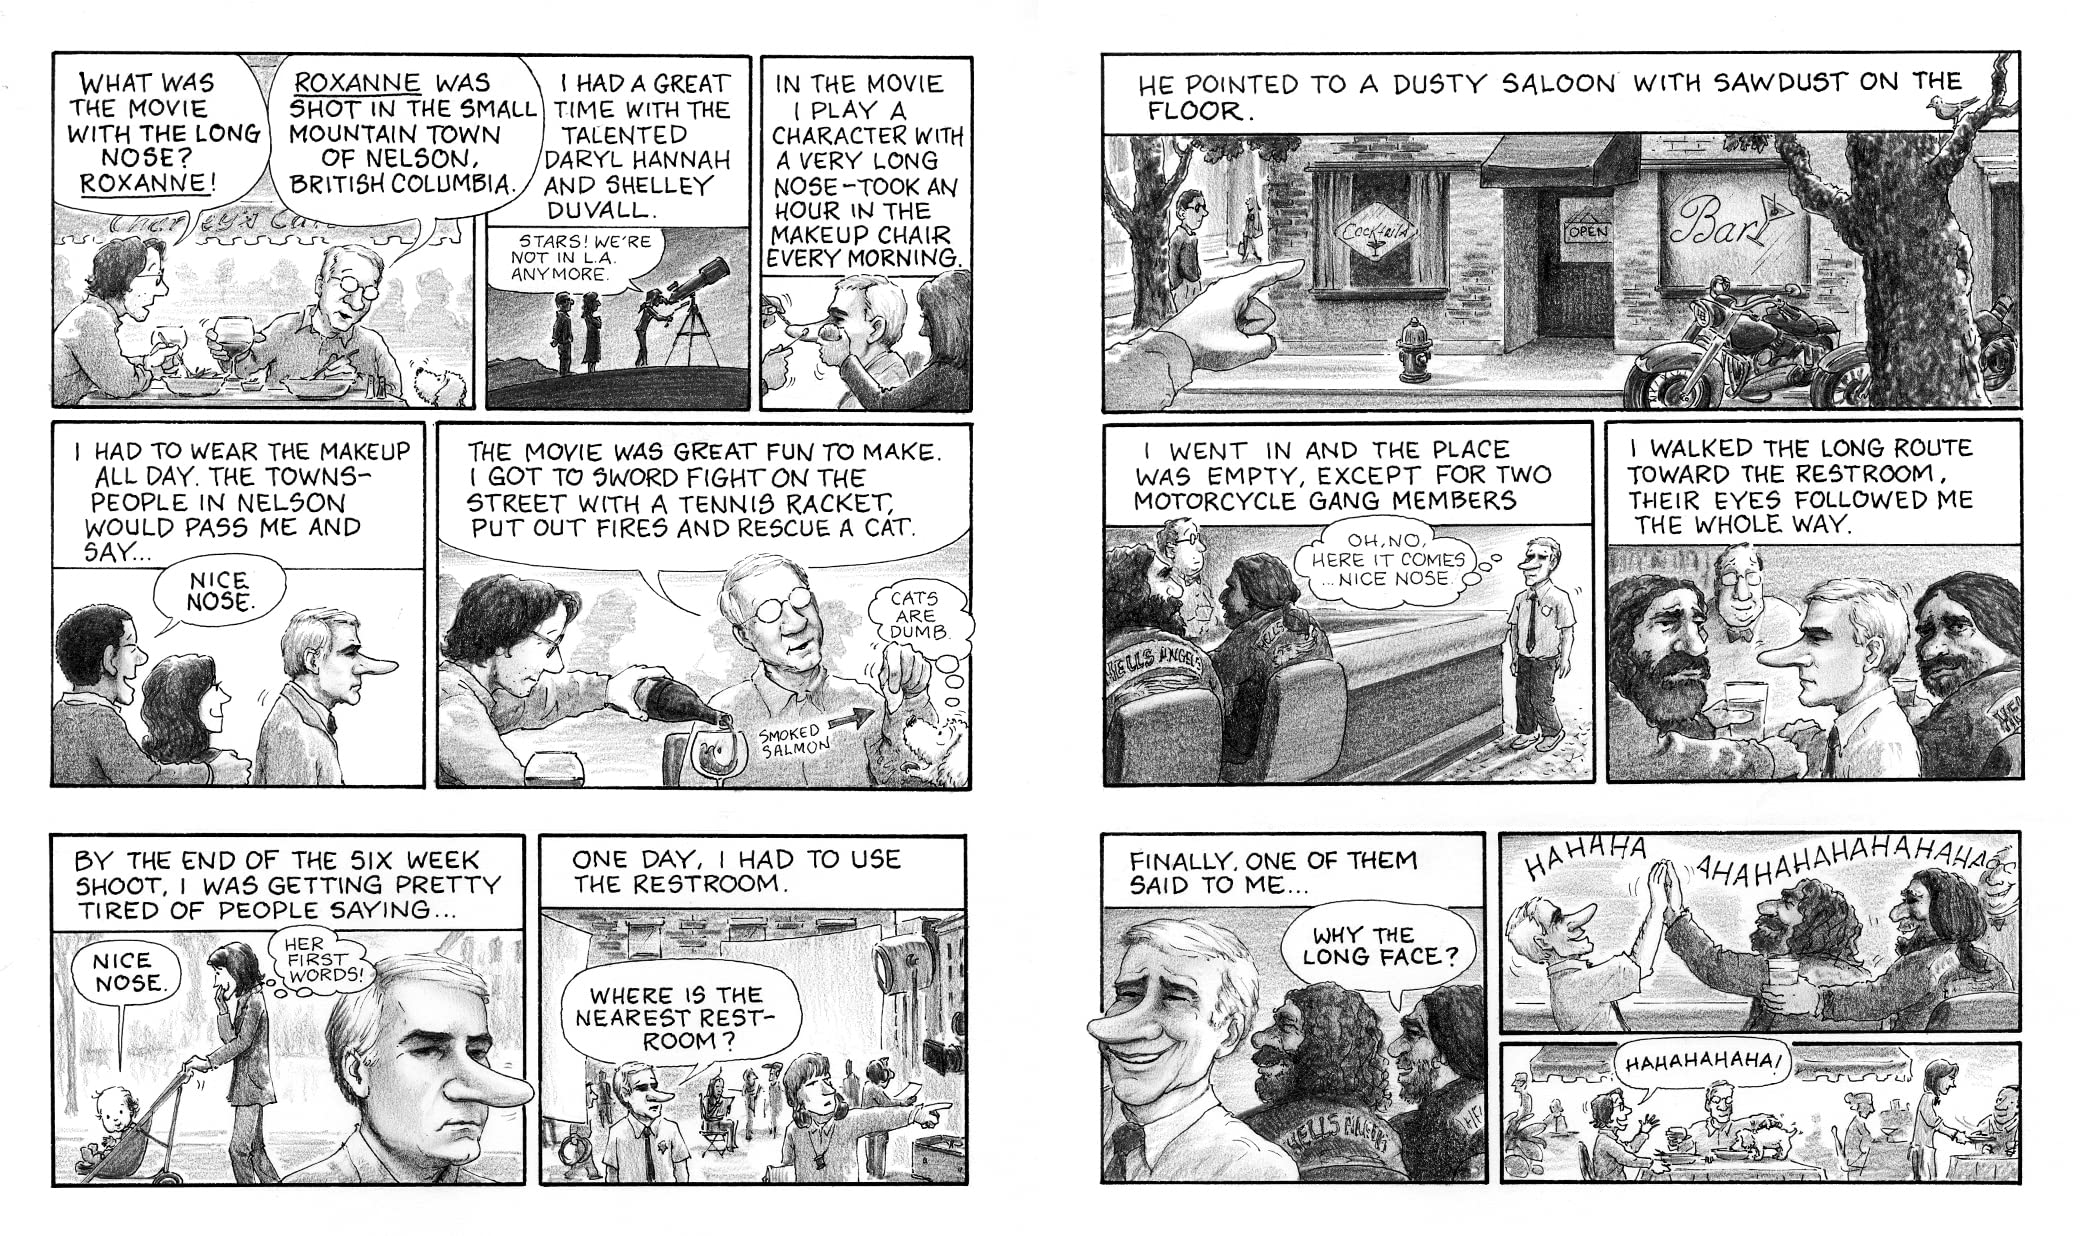 WHAT WAS
THE MOVIE
WITH THE LONG
NOSE?
ROXANNE!
ROXANNE WAS
SHOT IN THE SMALL
MOUNTAIN TOWN
OF NELSON,
BRITISH COLUMBIA.
I HAD A GREAT
TIME WITH THE
TALENTED
DARYL HANNAH
AND SHELLEY
DUVALL.
STARS! WE'RE
NOT IN L.A.
ANYMORE.
IN THE MOVIE
I PLAY A
CHARACTER WITH
A VERY LONG
NOSE-TOOK AN
HOUR IN THE
MAKEUP CHAIR
EVERY MORNING.
I HAD TO WEAR THE MAKEUP
ALL DAY. THE TOWNS-
PEOPLE IN NELSON
WOULD PASS ME AND
SAY...
NICE
NOSE.
THE MOVIE WAS GREAT FUN TO MAKE.
I GOT TO SWORD FIGHT ON THE
STREET WITH A TENNIS RACKET,
PUT OUT FIRES AND RESCUE A CAT.
CATS
ARE
DUMB.
SMOKED
SALMON
BY THE END OF THE SIX WEEK
SHOOT, I WAS GETTING PRETTY
TIRED OF PEOPLE SAYING...
NICE
NOSE.
HER
FIRST
WORDS!
ONE DAY, I HAD TO USE
THE RESTROOM.
WHERE IS THE
NEAREST REST-
ROOM?
HE POINTED TO A DUSTY SALOON WITH SAWDUST ON THE
FLOOR.
Cocktails
OPEN
Bar
I WENT IN AND THE PLACE
WAS EMPTY, EXCEPT FOR TWO
MOTORCYCLE GANG MEMBERS
OH, NO,
HERE IT COMES
...NICE NOSE.
HELLS ANGELS
HELLS
I WALKED THE LONG ROUTE
TOWARD THE RESTROOM,
THEIR EYES FOLLOWED ME
THE WHOLE WAY.
FINALLY, ONE OF THEM
SAID TO ME...
WHY THE
LONG FACE?
HELLS ANGELS
HAHAHA
AHAHAHAHAHAHAHA
HAHAHAHAHA!